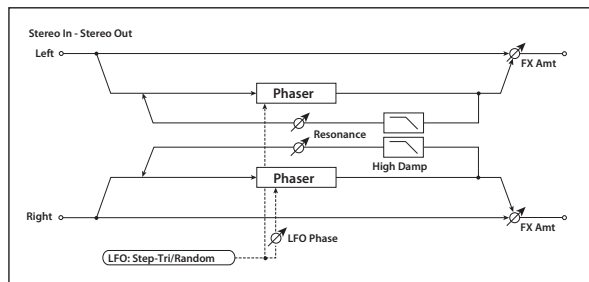 Stereo In - Stereo Out
Left
FX Amt
Phaser
Resonance
High Damp
Phaser
Right
LFO Phase
FX Amt
LFO: Step-Tri/Random